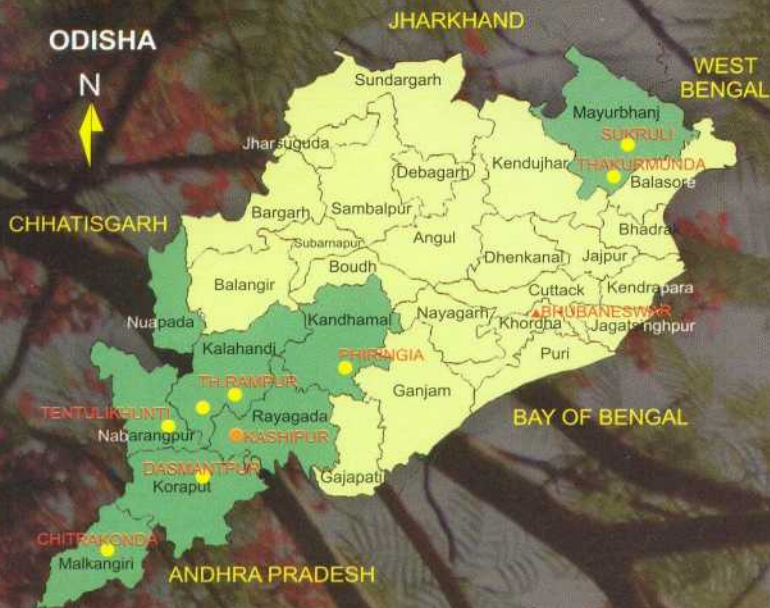 JHARKHAND
ODISHA
N
WEST
BENGAL
Sundargarh
Mayurbhanj
SUKRULI
Jharsuguda
Debagarh
Kendujhar
THAKURMUNDA
Balasore
CHHATISGARH
Bargarh
Sambalpur
Subarnapur
Angul
Bhadrak
Dhenkanal
Jajpur
Balangir
Boudh
Cuttack
Kendrapara
Nuapada
Kandhamal
Nayagarh
BHUBANESWAR
Khordha
Jagatsinghpur
Kalahandi
PHIRINGIA
Puri
TH.RAMPUR
Ganjam
TENTULIKHUNTI
Rayagada
BAY OF BENGAL
Nabarangpur
KASHIPUR
DASMANTPUR
Koraput
Gajapati
CHITRAKONDA
Malkangiri
ANDHRA PRADESH